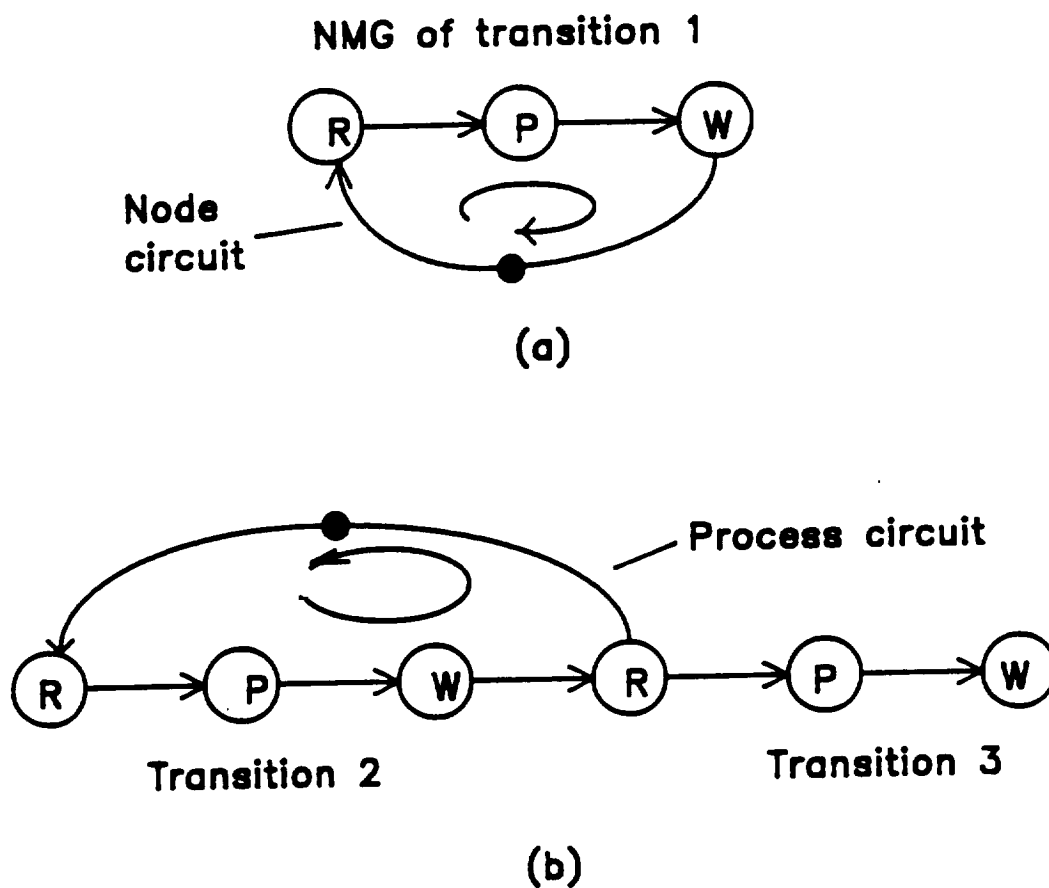 NMG of transition 1
R
P
W
Node
circuit
(a)
Process circuit
R
P
W
R
P
W
Transition 2
Transition 3
(b)